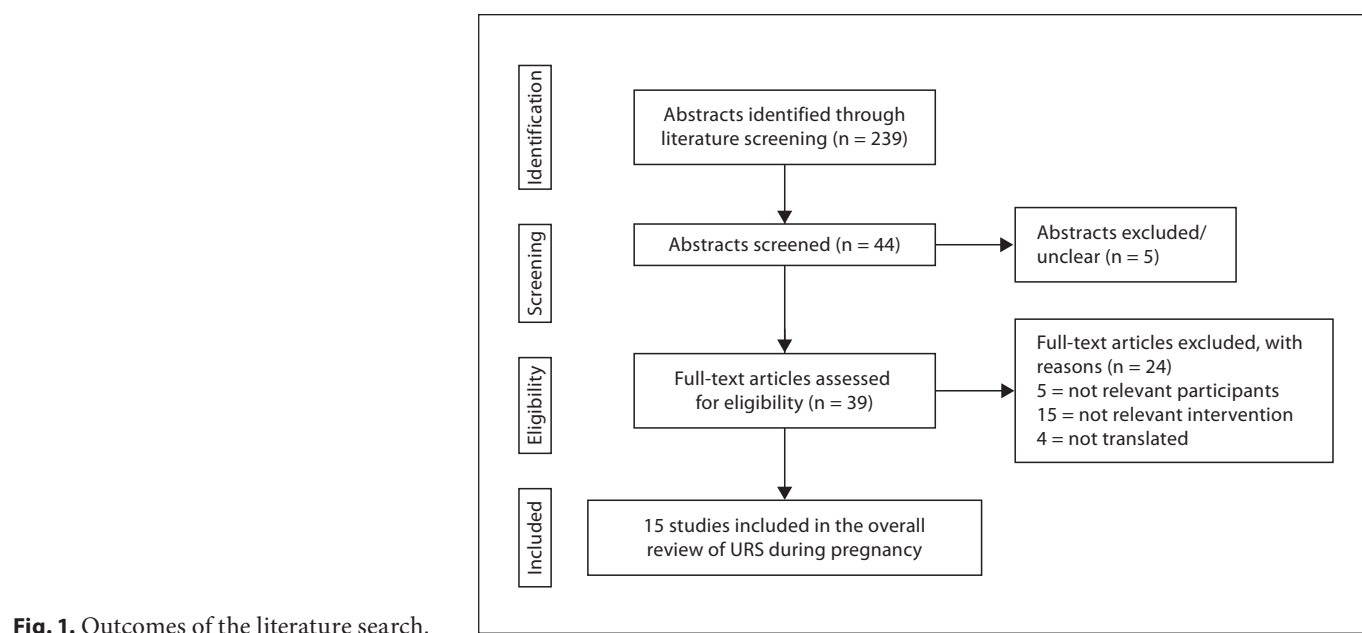 Identification
Abstracts identified through
literature screening (n = 239)
Screening
Abstracts screened (n = 44)
Abstracts excluded/
unclear (n = 5)
Eligibility
Full-text articles assessed
for eligibility (n = 39)
Full-text articles excluded, with
reasons (n = 24)
5 = not relevant participants
15 = not relevant intervention
4 = not translated
Included
15 studies included in the overall
review of URS during pregnancy
Fig. 1. Outcomes of the literature search.